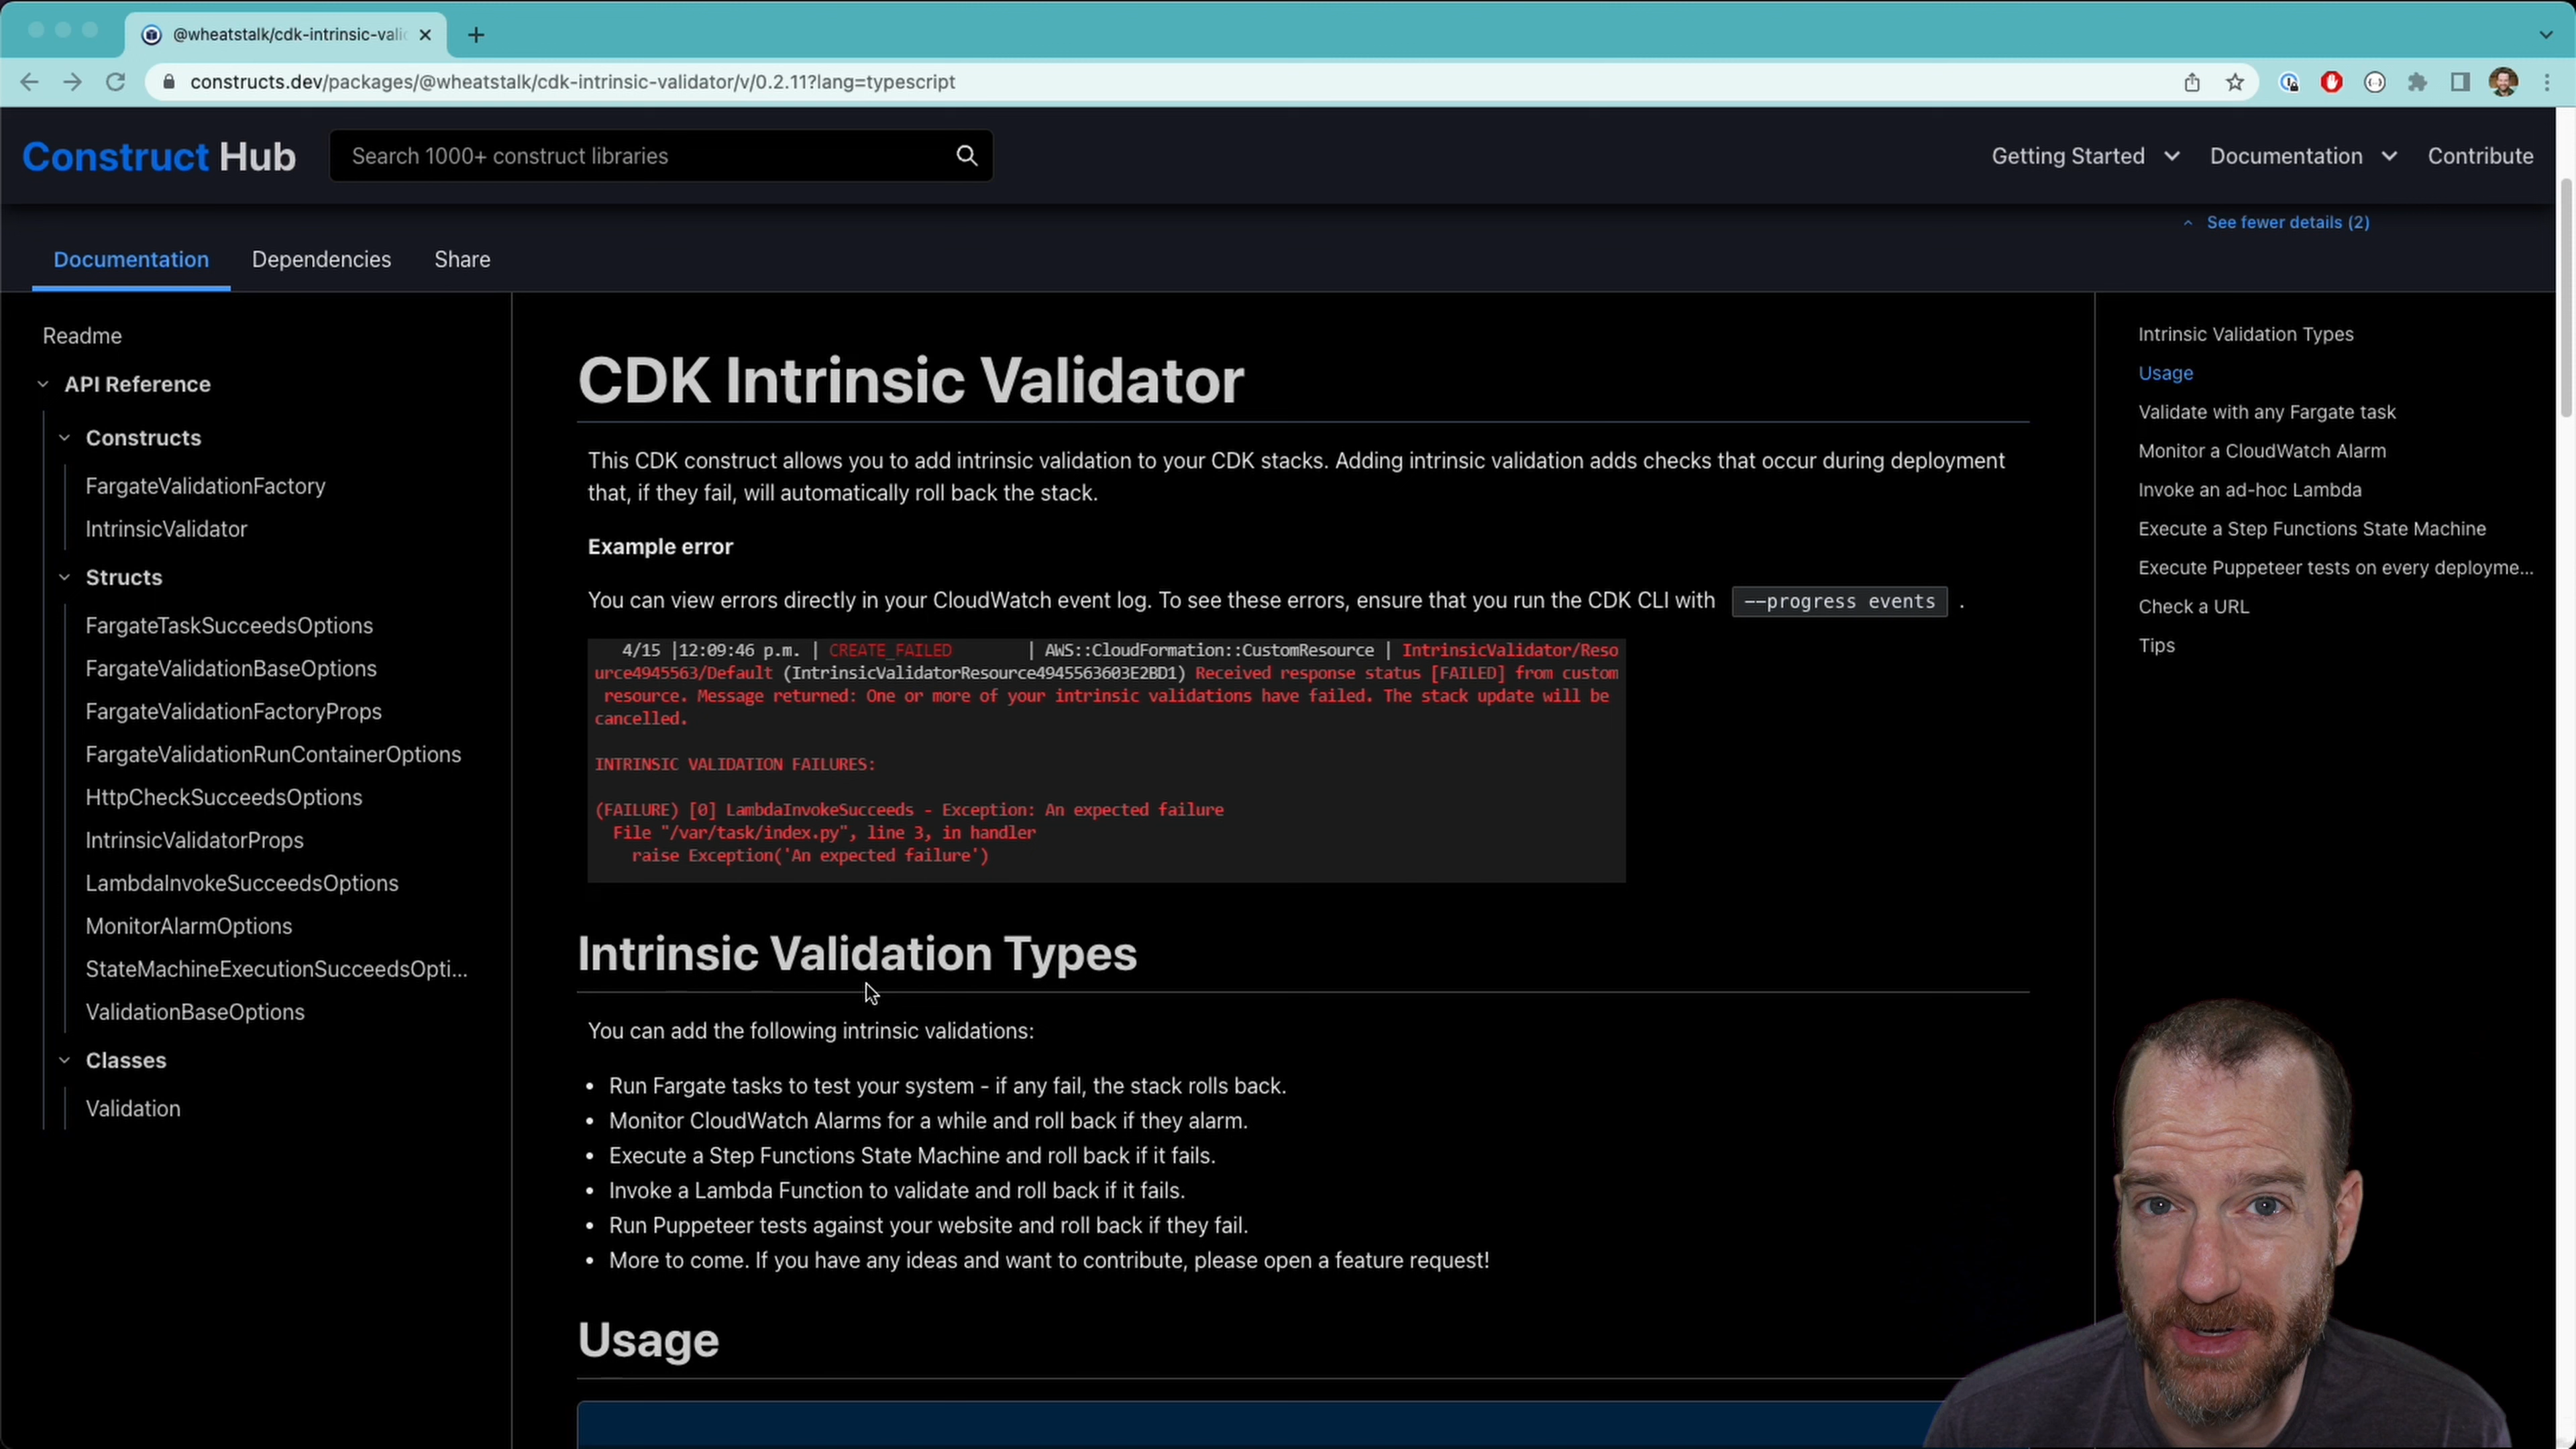 @wheatstalk/cdk-intrinsic-vali
constructs.dev/packages/@wheatstalk/cdk-intrinsic-validator/v/0.2.11?lang=typescript
Construct Hub
Search 1000+ construct libraries
Getting Started
Documentation
Contribute
See fewer details (2)
Documentation
Dependencies
Share
Readme
API Reference
Constructs
FargateValidationFactory
IntrinsicValidator
Structs
FargateTaskSucceedsOptions
FargateValidationBaseOptions
FargateValidationFactoryProps
FargateValidationRunContainerOptions
HttpCheckSucceedsOptions
IntrinsicValidatorProps
LambdaInvokeSucceedsOptions
MonitorAlarmOptions
StateMachineExecutionSucceedsOpti...
ValidationBaseOptions
Classes
Validation
CDK Intrinsic Validator
This CDK construct allows you to add intrinsic validation to your CDK stacks. Adding intrinsic validation adds checks that occur during deployment
that, if they fail, will automatically roll back the stack.
Example error
You can view errors directly in your CloudWatch event log. To see these errors, ensure that you run the CDK CLI with --progress events .
4/15 |12:09:46 p.m. | CREATE_FAILED | AWS::CloudFormation::CustomResource | IntrinsicValidator/Reso
urce4945563/Default (IntrinsicValidatorResource4945563603E2BD1) Received response status [FAILED] from custom
resource. Message returned: One or more of your intrinsic validations have failed. The stack update will be
cancelled.
INTRINSIC VALIDATION FAILURES:
(FAILURE) [0] LambdaInvokeSucceeds - Exception: An expected failure
File "/var/task/index.py", line 3, in handler
raise Exception('An expected failure')
Intrinsic Validation Types
You can add the following intrinsic validations:
• Run Fargate tasks to test your system - if any fail, the stack rolls back.
• Monitor CloudWatch Alarms for a while and roll back if they alarm.
• Execute a Step Functions State Machine and roll back if it fails.
• Invoke a Lambda Function to validate and roll back if it fails.
• Run Puppeteer tests against your website and roll back if they fail.
• More to come. If you have any ideas and want to contribute, please open a feature request!
Usage
Intrinsic Validation Types
Usage
Validate with any Fargate task
Monitor a CloudWatch Alarm
Invoke an ad-hoc Lambda
Execute a Step Functions State Machine
Execute Puppeteer tests on every deployme...
Check a URL
Tips